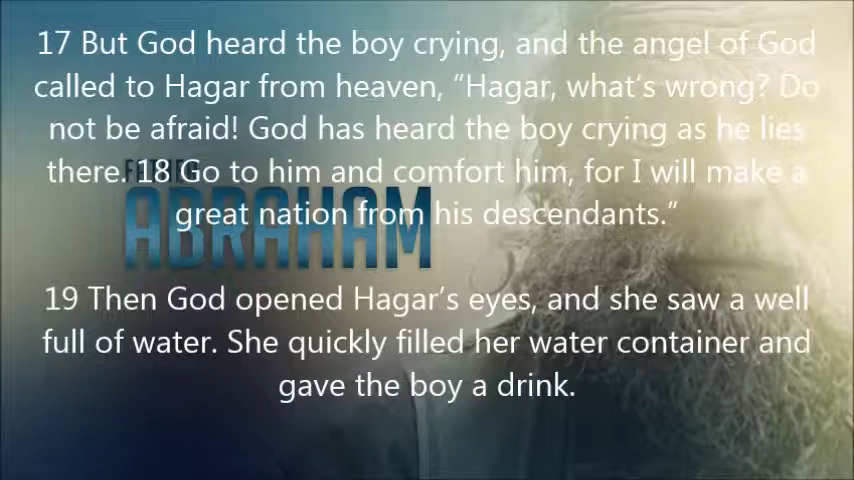 17 But God heard the boy crying, and the angel of God
called to Hagar from heaven, “Hagar, what’s wrong? Do
not be afraid! God has heard the boy crying as he lies
there. 18 Go to him and comfort him, for I will make a
great nation from his descendants.”
FATHER
ABRAHAM
19 Then God opened Hagar’s eyes, and she saw a well
full of water. She quickly filled her water container and
gave the boy a drink.